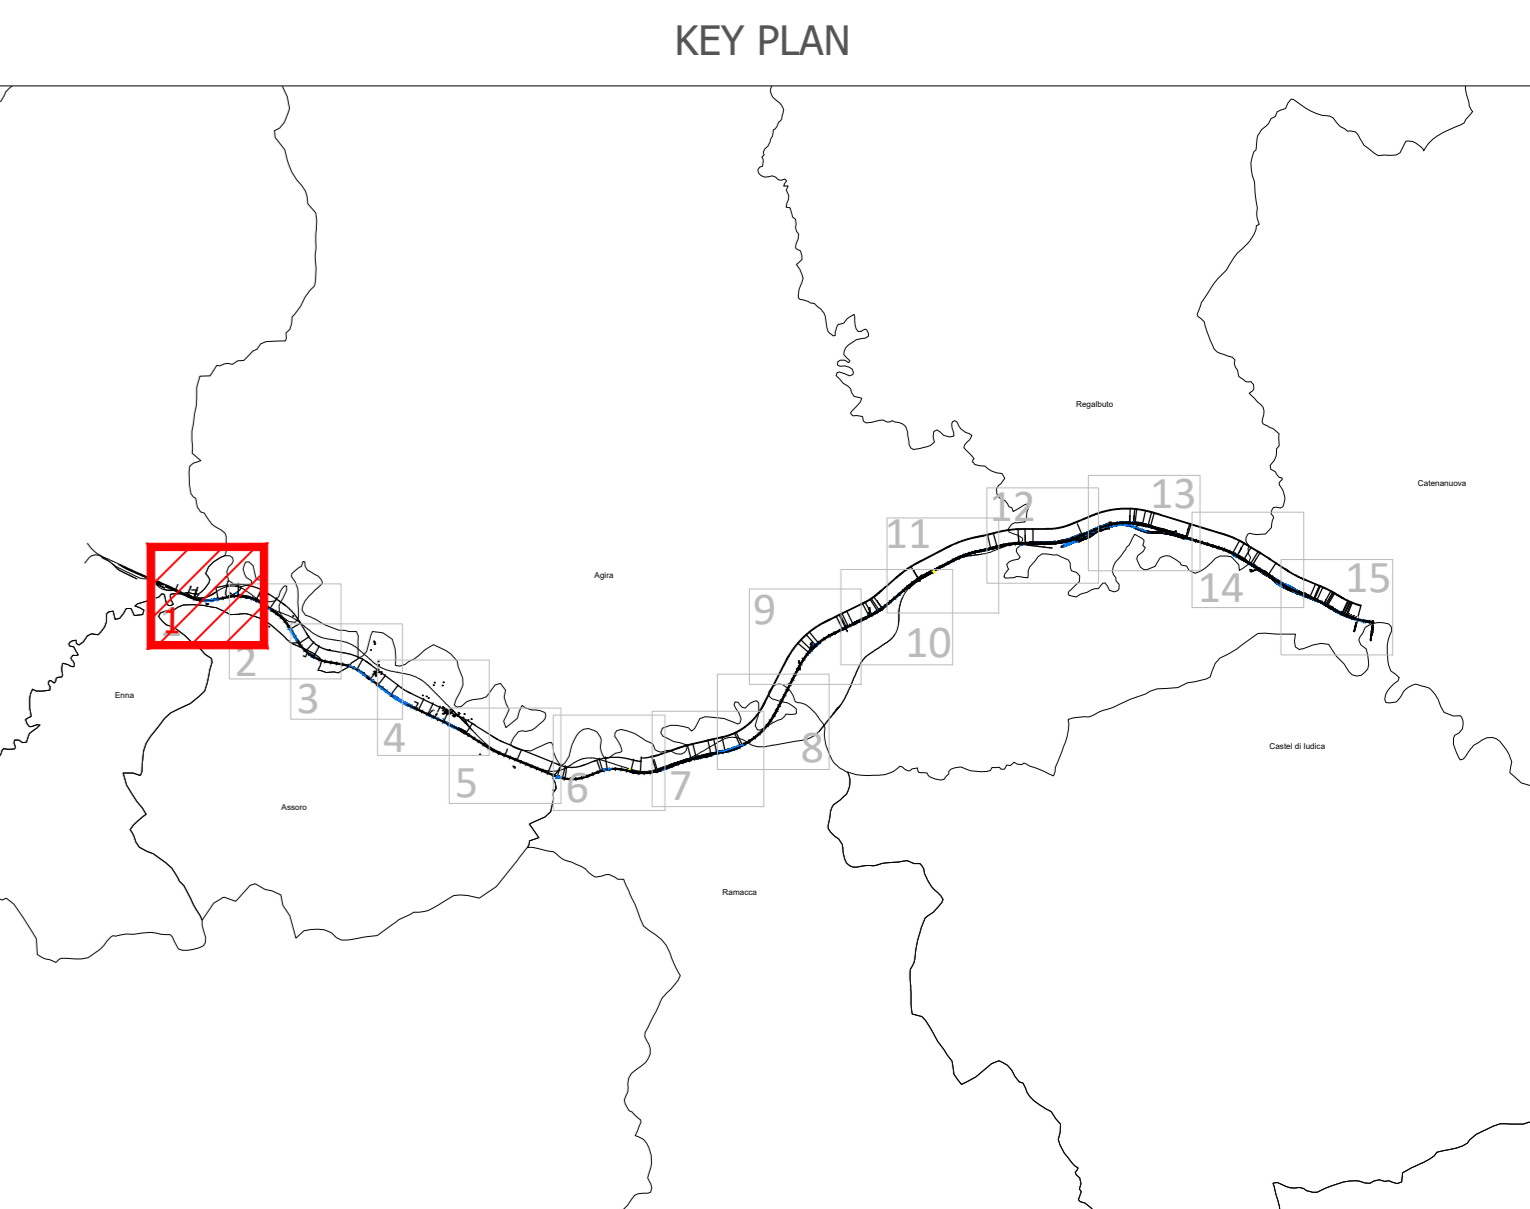 KEY PLAN
Regalbuto
Catenanuova
13
12
11
Agira
15
14
9
10
1
2
Enna
3
4
8
Castel di Iudica
5
6
7
Assoro
Ramacca